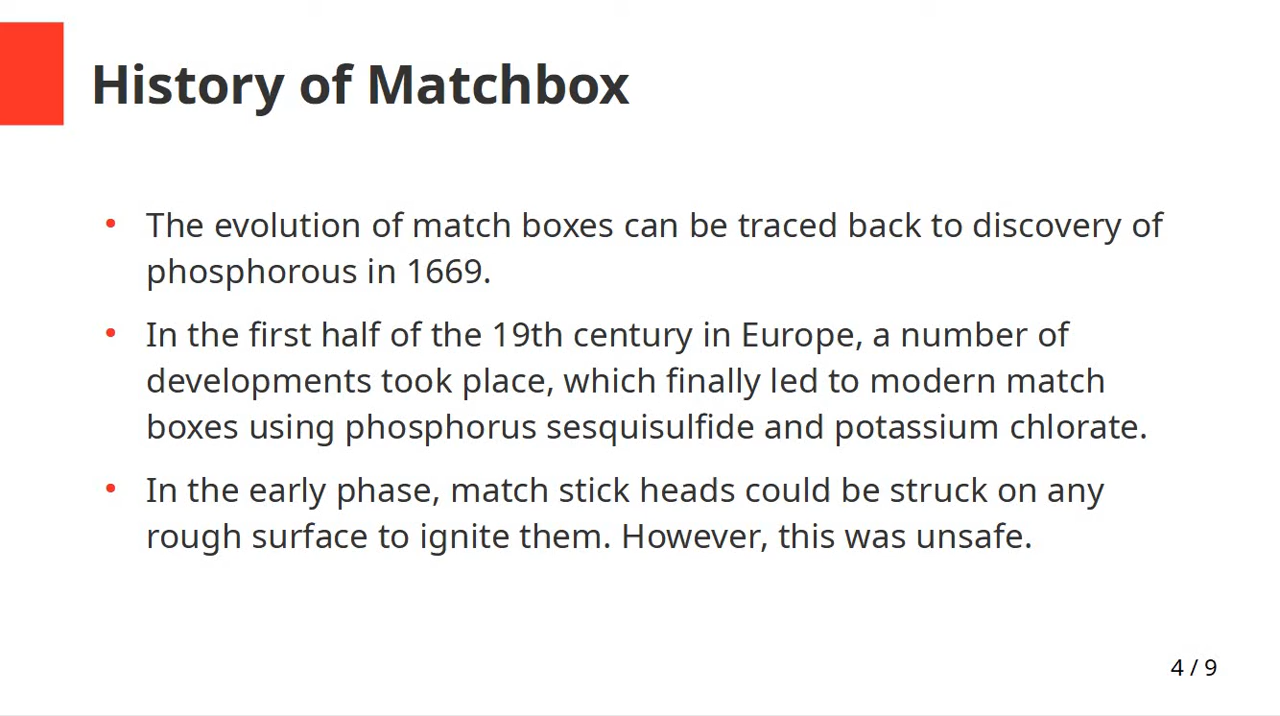 History of Matchbox
• The evolution of match boxes can be traced back to discovery of
phosphorous in 1669.
• In the first half of the 19th century in Europe, a number of
developments took place, which finally led to modern match
boxes using phosphorus sesquisulfide and potassium chlorate.
• In the early phase, match stick heads could be struck on any
rough surface to ignite them. However, this was unsafe.
4 / 9